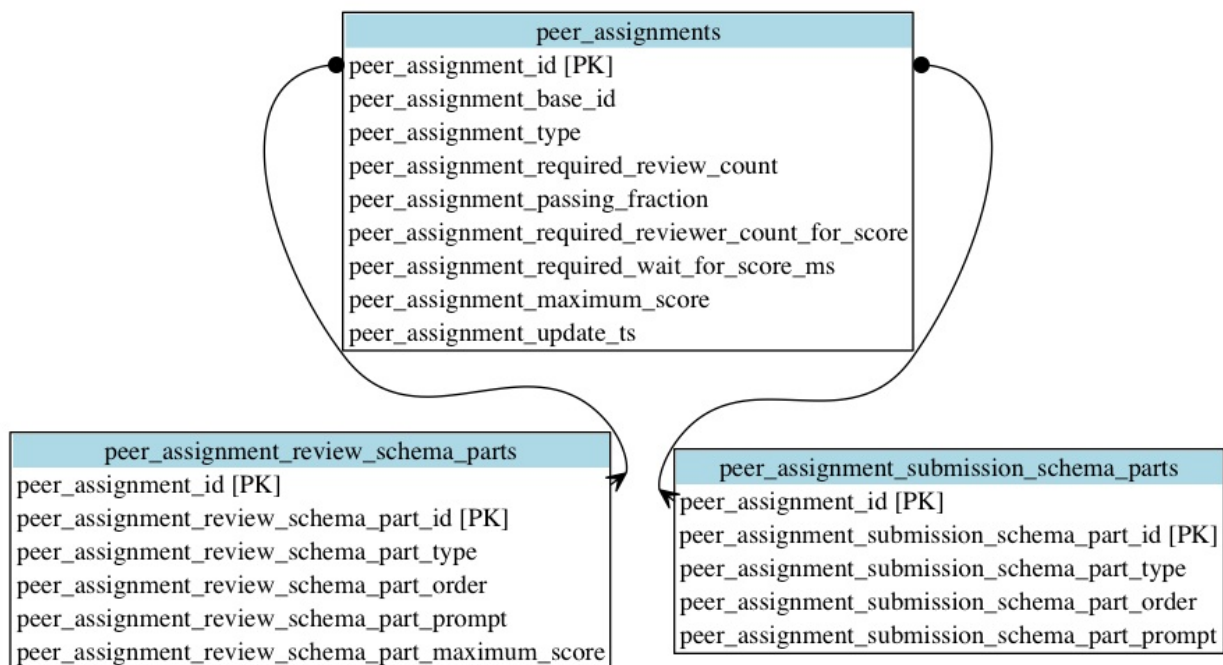 peer_assignments
peer_assignment_id [PK]
peer_assignment_base_id
peer_assignment_type
peer_assignment_required_review_count
peer_assignment_passing_fraction
peer_assignment_required_reviewer_count_for_score
peer_assignment_required_wait_for_score_ms
peer_assignment_maximum_score
peer_assignment_update_ts
peer_assignment_review_schema_parts
peer_assignment_id [PK]
peer_assignment_review_schema_part_id [PK]
peer_assignment_review_schema_part_type
peer_assignment_review_schema_part_order
peer_assignment_review_schema_part_prompt
peer_assignment_review_schema_part_maximum_score
peer_assignment_submission_schema_parts
peer_assignment_id [PK]
peer_assignment_submission_schema_part_id [PK]
peer_assignment_submission_schema_part_type
peer_assignment_submission_schema_part_order
peer_assignment_submission_schema_part_prompt